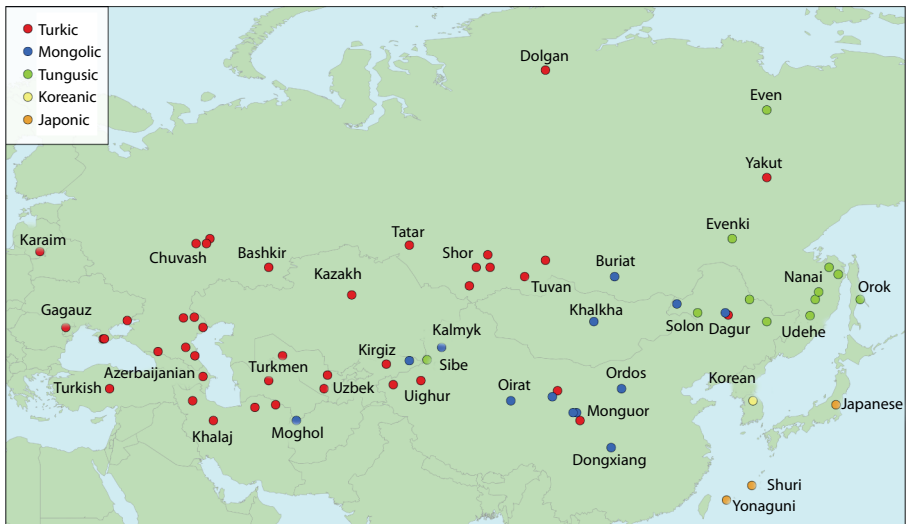 Turkic
Mongolic
Tungusic
Koreanic
Japonic
Dolgan
Even
Yakut
Evenki
Karaim
Chuvash
Bashkir
Tatar
Shor
Tuvan
Buriat
Nanai
Orok
Kazakh
Gagauz
Khalkha
Solon
Dagur
Udehe
Kalmyk
Kirgiz
Sibe
Azerbaijanian
Turkmen
Turkish
Uzbek
Uighur
Oirat
Ordos
Korean
Japanese
Monguor
Khalaj
Moghol
Dongxiang
Shuri
Yonaguni